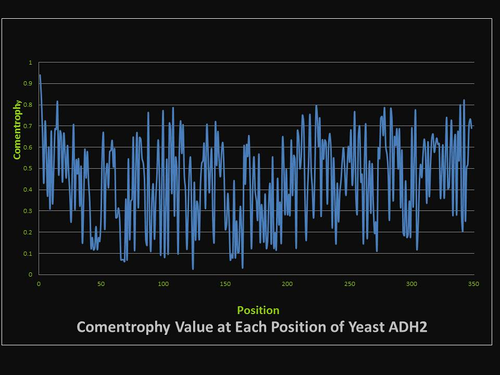 Comentrophy
1
0.9
0.8
0.7
0.6
0.5
0.4
0.3
0.2
0.1
0
0 50 100 150 200 250 300 350
Position
Comentrophy Value at Each Position of Yeast ADH2